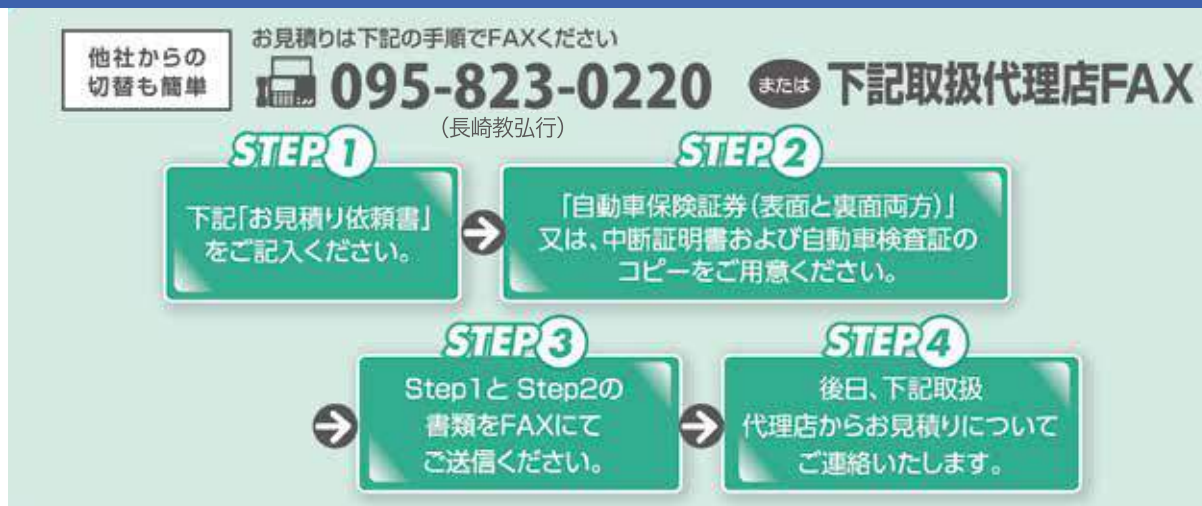 他社からの
切替も簡単
お見積りは下記の手順でFAXください
095-823-0220
(長崎教弘行)
または 下記取扱代理店FAX
STEP1
下記「お見積り依頼書」
をご記入ください。
STEP2
「自動車保険証券(表面と裏面両方)」
又は、中断証明書および自動車検査証の
コピーをご用意ください。
STEP3
Step1と Step2の
書類をFAXにて
ご送信ください。
STEP4
後日、下記取扱
代理店からお見積りについて
ご連絡いたします。